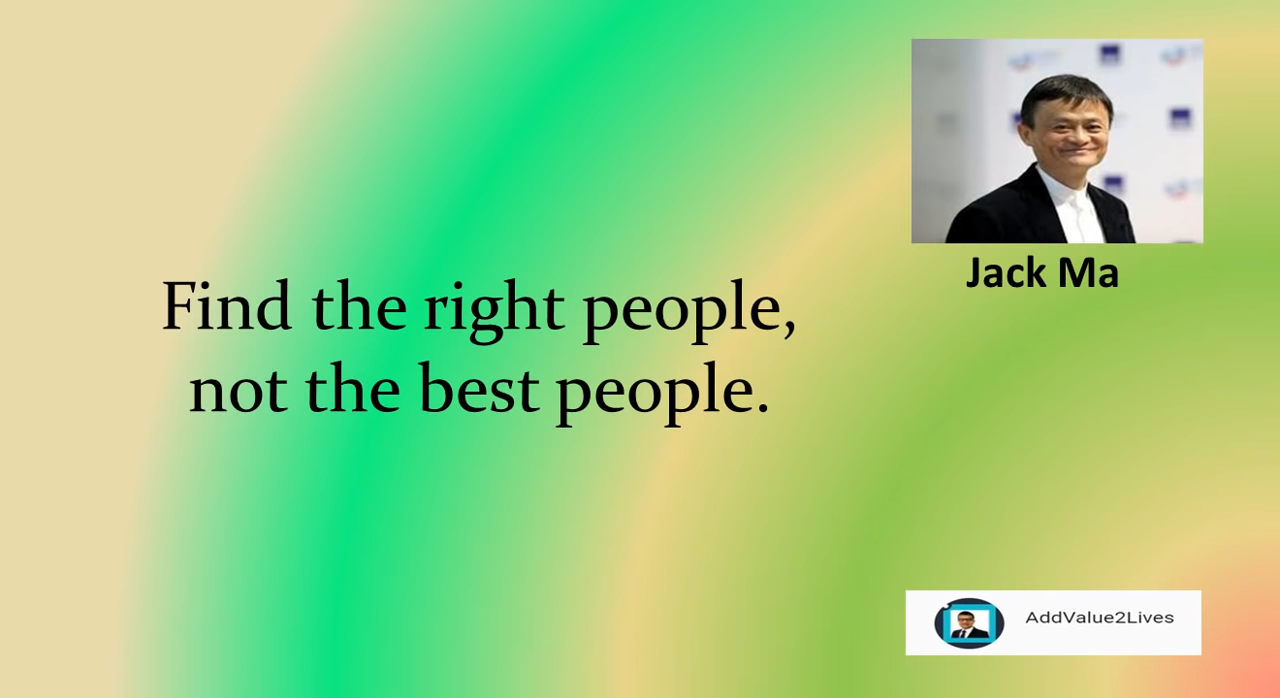 Find the right people,
not the best people.
Jack Ma
AddValue2Lives